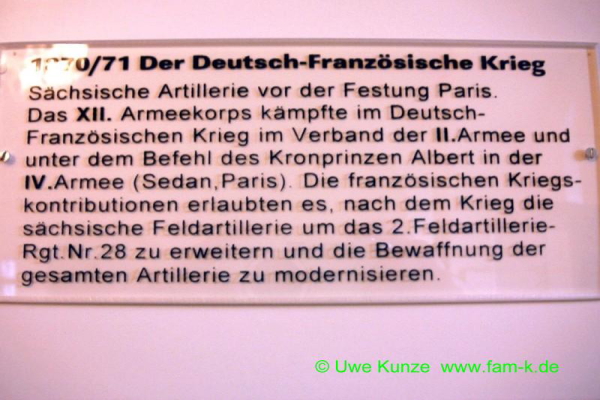 1870/71 Der Deutsch-Französische Krieg
Sächsische Artillerie vor der Festung Paris.
Das XII. Armeekorps kämpfte im Deutsch-
Französischen Krieg im Verband der II.Armee und
unter dem Befehl des Kronprinzen Albert in der
IV.Armee (Sedan,Paris). Die französischen Kriegs-
kontributionen erlaubten es, nach dem Krieg die
sächsische Feldartillerie um das 2.Feldartillerie-
Rgt.Nr.28 zu erweitern und die Bewaffnung der
gesamten Artillerie zu modernisieren.
© Uwe Kunze www.fam-k.de